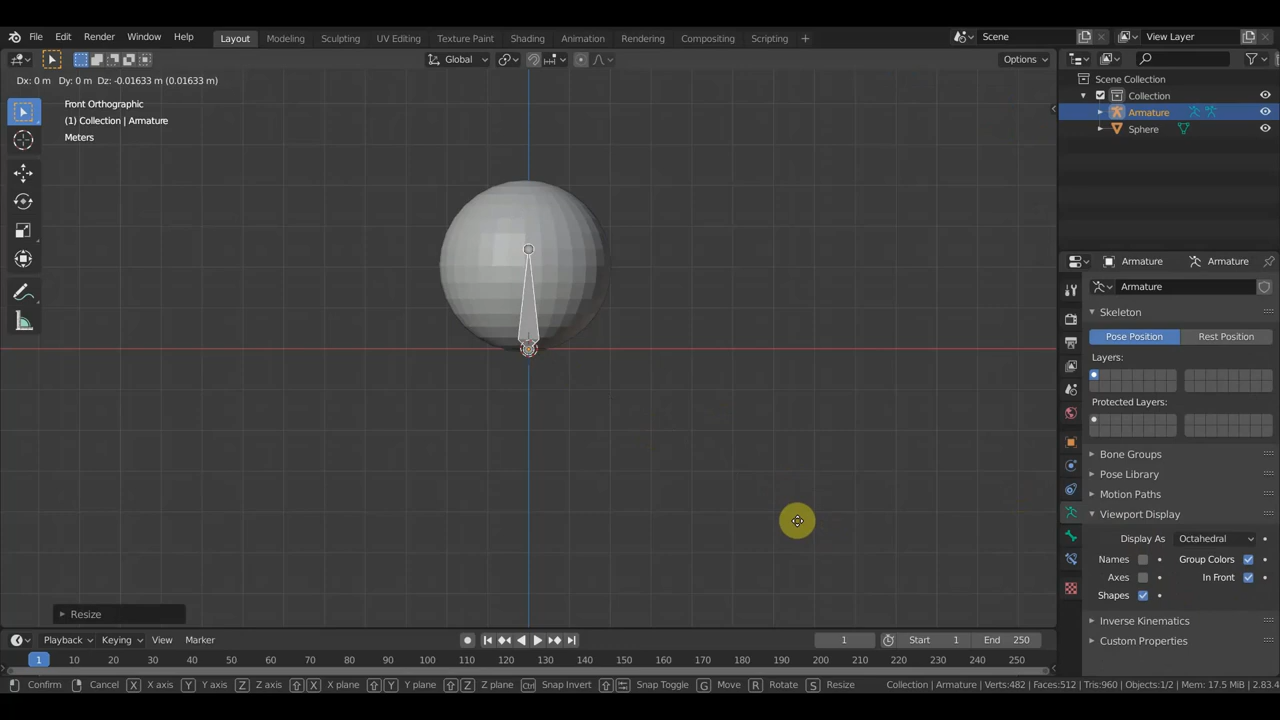 File Edit Render Window Help Layout Modeling Sculpting UV Editing Texture Paint Shading Animation Rendering Compositing Scripting + Scene View Layer
Global Options
Dx: 0 m Dy: 0 m Dz: -0.01633 m (0.01633 m)
Front Orthographic
(1) Collection | Armature
Meters
Scene Collection
Collection
Armature
Sphere
Armature Armature
Armature
Skeleton
Pose Position Rest Position
Layers:
Protected Layers:
Bone Groups
Pose Library
Motion Paths
Viewport Display
Display As Octahedral
Names Group Colors
Axes In Front
Shapes
Inverse Kinematics
Custom Properties
Resize
Playback Keying View Marker 1 Start 1 End 250
1 10 20 30 40 50 60 70 80 90 100 110 120 130 140 150 160 170 180 190 200 210 220 230 240 250
Confirm Cancel X X axis Y Y axis Z Z axis X X plane Y Y plane Z Z plane Ctrl Snap Invert Snap Toggle G Move R Rotate S Resize Collection | Armature | Verts:482 | Faces:512 | Tris:960 | Objects:1/2 | Mem: 17.5 MiB | 2.83.4